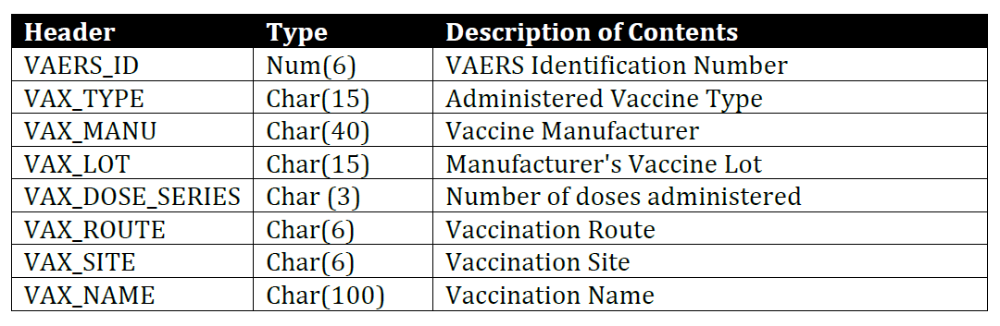 Header Type Description of Contents
VAERS_ID Num(6) VAERS Identification Number
VAX_TYPE Char(15) Administered Vaccine Type
VAX_MANU Char(40) Vaccine Manufacturer
VAX_LOT Char(15) Manufacturer's Vaccine Lot
VAX_DOSE_SERIES Char (3) Number of doses administered
VAX_ROUTE Char(6) Vaccination Route
VAX_SITE Char(6) Vaccination Site
VAX_NAME Char(100) Vaccination Name